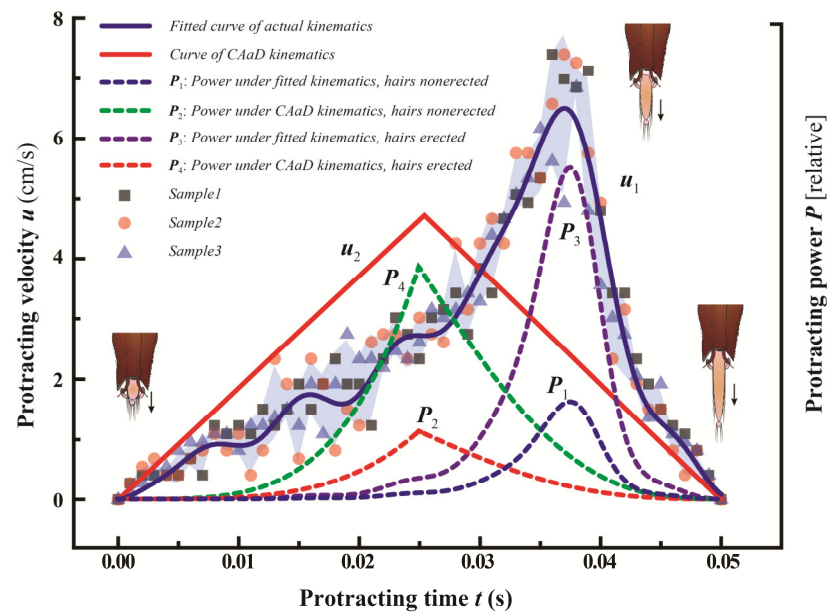 Fitted curve of actual kinematics
Curve of CAaD kinematics
P1: Power under fitted kinematics, hairs nonerected
P2: Power under CAaD kinematics, hairs nonerected
P3: Power under fitted kinematics, hairs erected
P4: Power under CAaD kinematics, hairs erected
Sample1
Sample2
Sample3
u1
u2
P3
P4
P1
P2
8
6
4
2
0
0.00
0.01
0.02
0.03
0.04
0.05
Protracting velocity u (cm/s)
Protracting power P [relative]
Protracting time t (s)